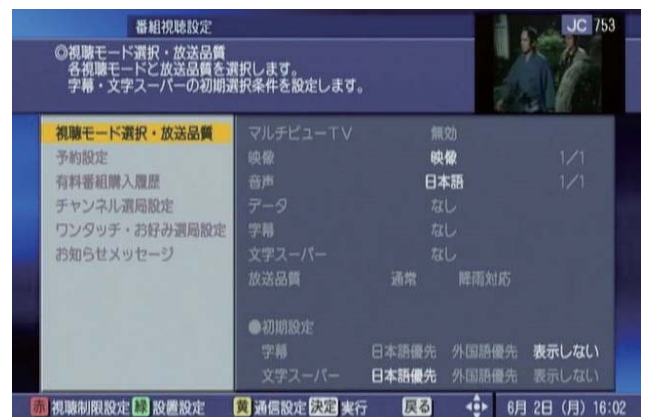 番組視聴設定
JC 753
◎視聴モード選択・放送品質
各視聴モードと放送品質を選択します。
字幕・文字スーパーの初期選択条件を設定します。
視聴モード選択・放送品質
予約設定
有料番組購入履歴
チャンネル選局設定
ワンタッチ・お好み選局設定
お知らせメッセージ
マルチビューTV 無効
映像 映像 1/1
音声 日本語 1/1
データ なし
字幕 なし
文字スーパー なし
放送品質 通常 降雨対応
●初期設定
字幕 日本語優先 外国語優先 表示しない
文字スーパー 日本語優先 外国語優先 表示しない
赤 視聴制限設定 緑 設置設定 黄 通信設定 決定 実行 戻る 6月 2日 (月) 16:02